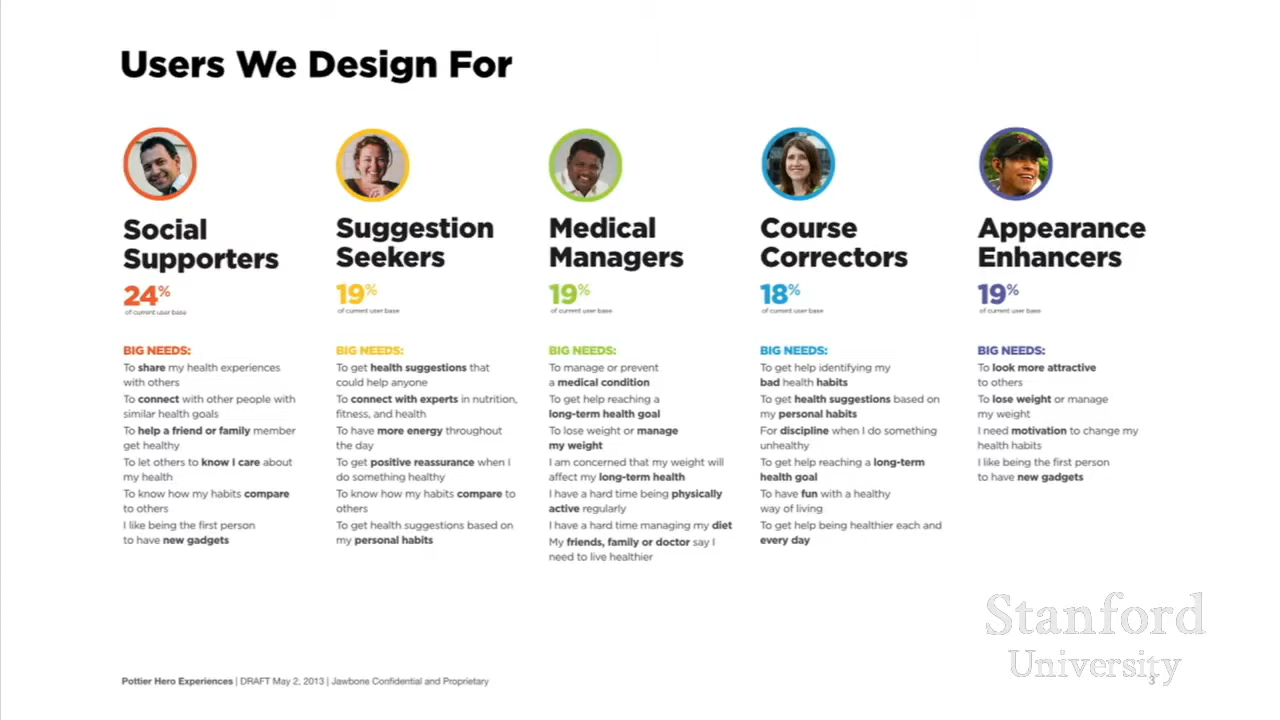 Users We Design For
Social
Supporters
24%
of current user base
BIG NEEDS:
To share my health experiences
with others
To connect with other people with
similar health goals
To help a friend or family member
get healthy
To let others to know I care about
my health
To know how my habits compare
to others
I like being the first person
to have new gadgets
Suggestion
Seekers
19%
of current user base
BIG NEEDS:
To get health suggestions that
could help anyone
To connect with experts in nutrition,
fitness, and health
To have more energy throughout
the day
To get positive reassurance when I
do something healthy
To know how my habits compare to
others
To get health suggestions based on
my personal habits
Medical
Managers
19%
of current user base
BIG NEEDS:
To manage or prevent
a medical condition
To get help reaching a
long-term health goal
To lose weight or manage
my weight
I am concerned that my weight will
affect my long-term health
I have a hard time being physically
active regularly
I have a hard time managing my diet
My friends, family or doctor say I
need to live healthier
Course
Correctors
18%
of current user base
BIG NEEDS:
To get help identifying my
bad health habits
To get health suggestions based on
my personal habits
For discipline when I do something
unhealthy
To get help reaching a long-term
health goal
To have fun with a healthy
way of living
To get help being healthier each and
every day
Appearance
Enhancers
19%
of current user base
BIG NEEDS:
To look more attractive
to others
To lose weight or manage
my weight
I need motivation to change my
health habits
I like being the first person
to have new gadgets
Stanford
University
Pottier Hero Experiences | DRAFT May 2, 2013 | Jawbone Confidential and Proprietary
3